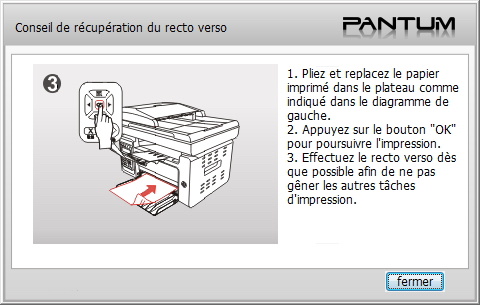 Conseil de récupération du recto verso
PANTUM
3
1. Pliez et replacez le papier
imprimé dans le plateau comme
indiqué dans le diagramme de
gauche.
2. Appuyez sur le bouton "OK"
pour poursuivre l'impression.
3. Effectuez le recto verso dès
que possible afin de ne pas
gêner les autres tâches
d'impression.
fermer